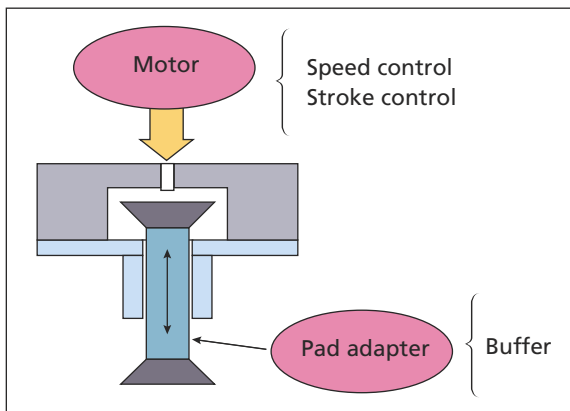 Motor
Speed control
Stroke control
Pad adapter
Buffer